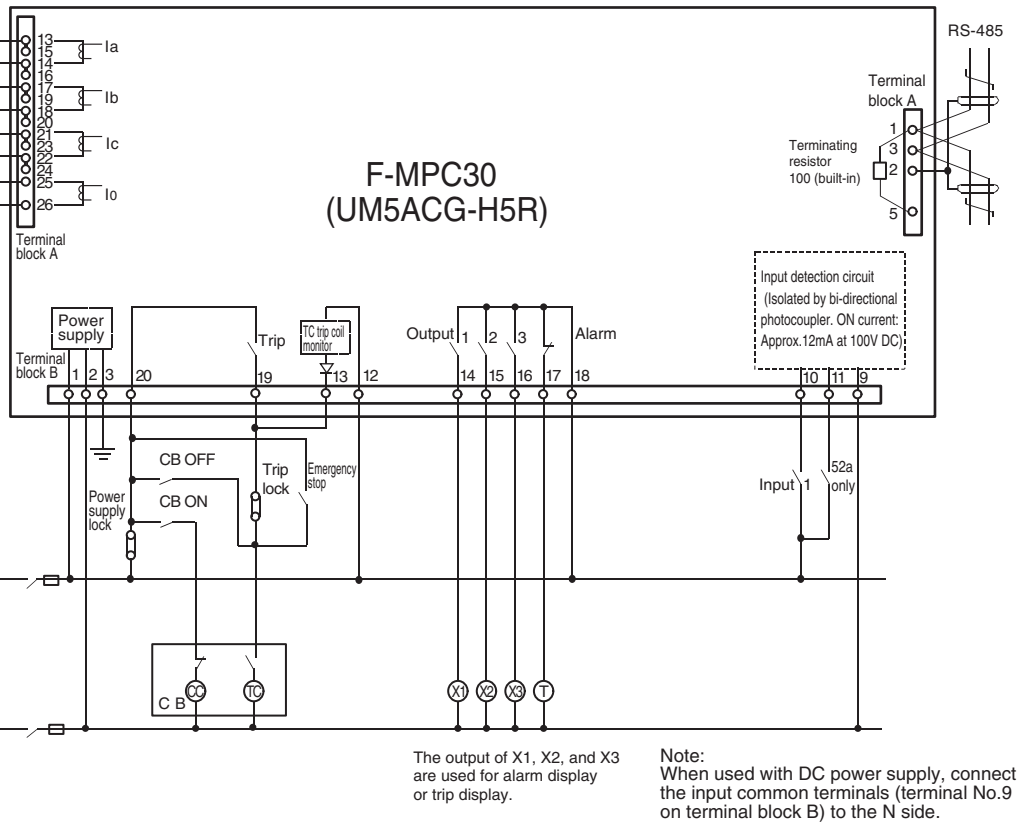 13
15
14
16
17
19
18
20
21
23
22
24
25
26
Ia
Ib
Ic
I0
Terminal
block A
F-MPC30
(UM5ACG-H5R)
RS-485
Terminal
block A
1
3
2
5
Terminating
resistor
100 (built-in)
Input detection circuit
(Isolated by bi-directional
photocoupler. ON current:
Approx.12mA at 100V DC)
Power
supply
Terminal
block B
1 2 3 20
Trip
19
TC trip coil
monitor
13 12
Output 1 2 3 Alarm
14 15 16 17 18
10 11 9
CB OFF
CB ON
Power
supply
lock
Trip
lock
Emergency
stop
Input 1
52a
only
CC TC
C B
X1 X2 X3 T
The output of X1, X2, and X3
are used for alarm display
or trip display.
Note:
When used with DC power supply, connect
the input common terminals (terminal No.9
on terminal block B) to the N side.